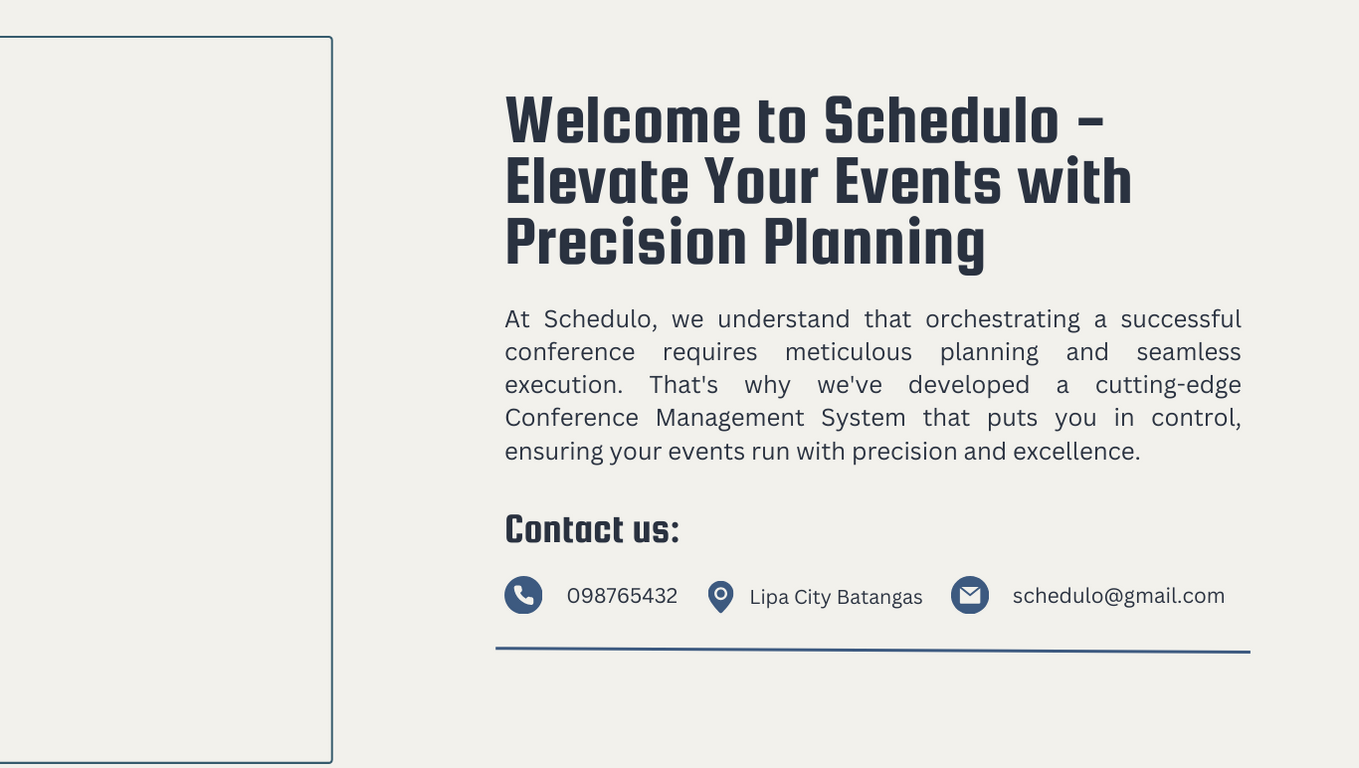 Welcome to Schedulo –
Elevate Your Events with
Precision Planning
At Schedulo, we understand that orchestrating a successful
conference requires meticulous planning and seamless
execution. That's why we've developed a cutting-edge
Conference Management System that puts you in control,
ensuring your events run with precision and excellence.
Contact us:
098765432 Lipa City Batangas schedulo@gmail.com